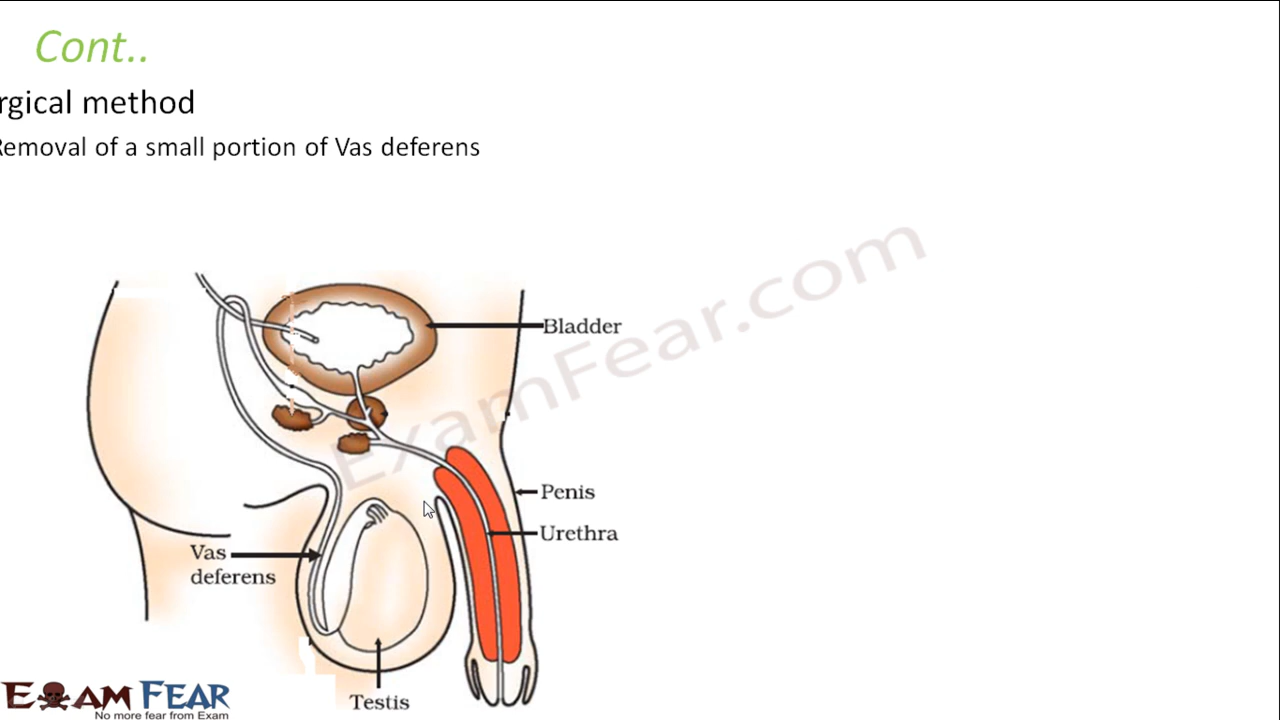 Cont..
rgical method
Removal of a small portion of Vas deferens
ExamFear.com
Bladder
Penis
Urethra
Vas
deferens
Testis
EXAM FEAR
No more fear from Exam